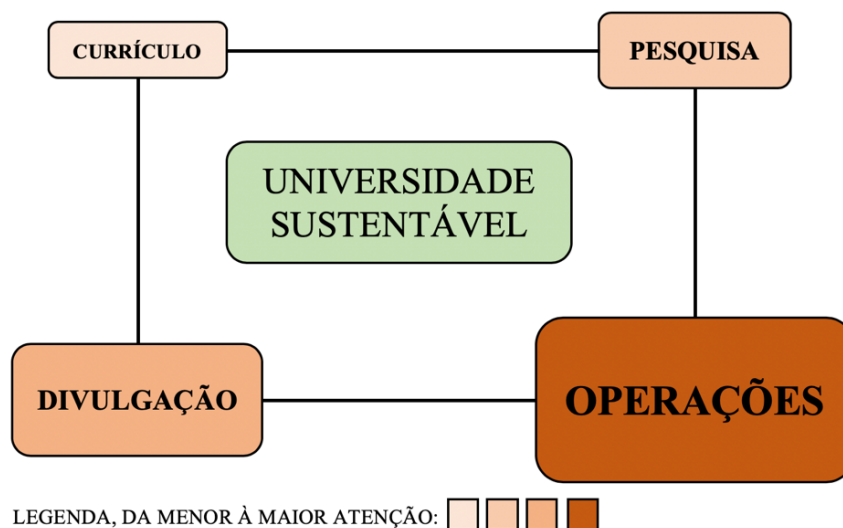 CURRÍCULO
PESQUISA
UNIVERSIDADE
SUSTENTÁVEL
DIVULGAÇÃO
OPERAÇÕES
LEGENDA, DA MENOR À MAIOR ATENÇÃO: